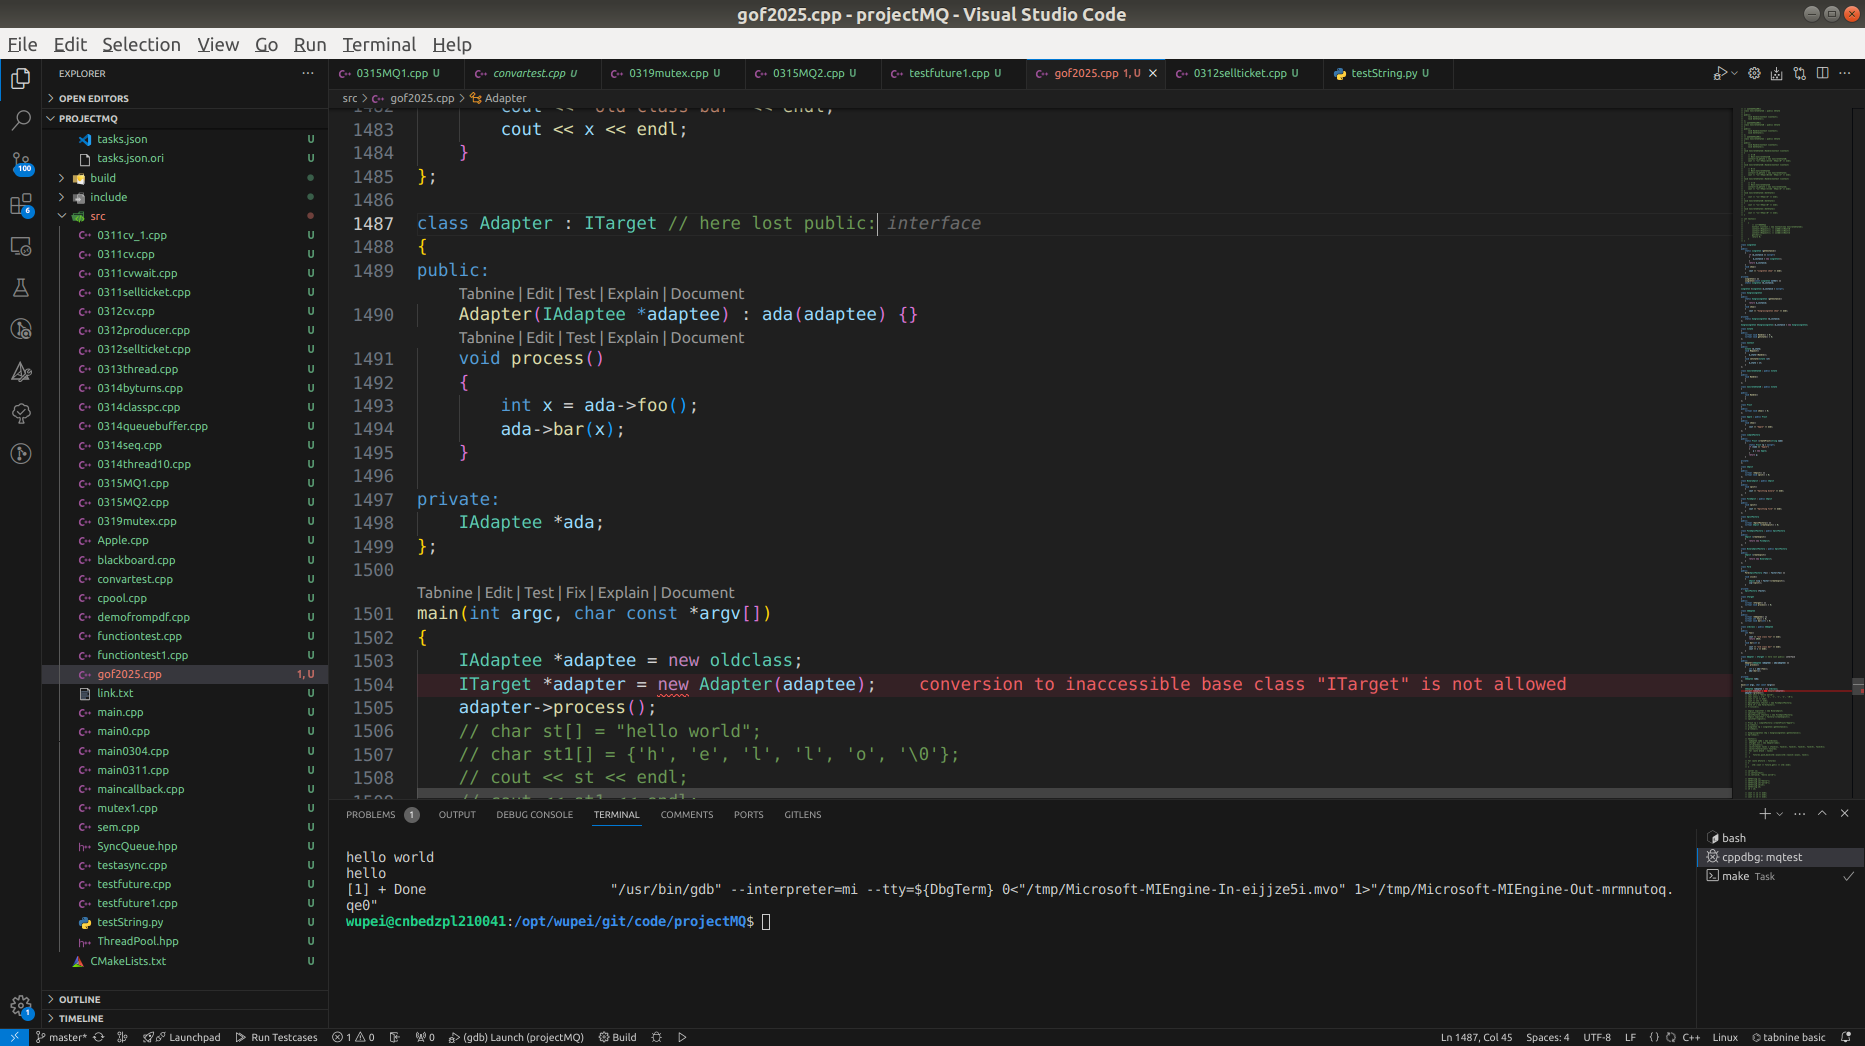 gof2025.cpp - projectMQ - Visual Studio Code
File Edit Selection View Go Run Terminal Help
EXPLORER
OPEN EDITORS
PROJECTMQ
tasks.json U
tasks.json.ori U
build
include
src
0311cv_1.cpp U
0311cv.cpp U
0311cvwait.cpp U
0311sellticket.cpp U
0312cv.cpp U
0312producer.cpp U
0312sellticket.cpp U
0313thread.cpp U
0314byturns.cpp U
0314classpc.cpp U
0314queuebuffer.cpp U
0314seq.cpp U
0314thread10.cpp U
0315MQ1.cpp U
0315MQ2.cpp U
0319mutex.cpp U
Apple.cpp U
blackboard.cpp U
convartest.cpp U
cpool.cpp U
demofrompdf.cpp U
functiontest.cpp U
functiontest1.cpp U
gof2025.cpp 1, U
link.txt U
main.cpp U
main0.cpp U
main0304.cpp U
main0311.cpp U
maincallback.cpp U
mutex1.cpp U
sem.cpp U
SyncQueue.hpp U
testasync.cpp U
testfuture.cpp U
testfuture1.cpp U
testString.py U
ThreadPool.hpp U
CMakeLists.txt U
OUTLINE
TIMELINE
100
6
1
0315MQ1.cpp U convartest.cpp U 0319mutex.cpp U 0315MQ2.cpp U testfuture1.cpp U gof2025.cpp 1, U 0312sellticket.cpp U testString.py U
src > gof2025.cpp > Adapter
1482 cout << "old class bar" << endl;
1483 cout << x << endl;
1484 }
1485 };
1486
1487 class Adapter : ITarget // here lost public: interface
1488 {
1489 public:
Tabnine | Edit | Test | Explain | Document
1490 Adapter(IAdaptee *adaptee) : ada(adaptee) {}
Tabnine | Edit | Test | Explain | Document
1491 void process()
1492 {
1493 int x = ada->foo();
1494 ada->bar(x);
1495 }
1496
1497 private:
1498 IAdaptee *ada;
1499 };
1500
Tabnine | Edit | Test | Fix | Explain | Document
1501 main(int argc, char const *argv[])
1502 {
1503 IAdaptee *adaptee = new oldclass;
1504 ITarget *adapter = new Adapter(adaptee); conversion to inaccessible base class "ITarget" is not allowed
1505 adapter->process();
1506 // char st[] = "hello world";
1507 // char st1[] = {'h', 'e', 'l', 'l', 'o', '\0'};
1508 // cout << st << endl;
1509 // cout << st1 << endl;
PROBLEMS 1 OUTPUT DEBUG CONSOLE TERMINAL COMMENTS PORTS GITLENS
hello world
hello
[1] + Done "/usr/bin/gdb" --interpreter=mi --tty=${DbgTerm} 0<"/tmp/Microsoft-MIEngine-In-eijjze5i.mvo" 1>"/tmp/Microsoft-MIEngine-Out-mrmnutoq.
qe0"
wupei@cnbedzpl210041:/opt/wupei/git/code/projectMQ$
bash
cppdbg: mqtest
make Task
master* Launchpad Run Testcases 1 0 0 (gdb) Launch (projectMQ) Build Ln 1487, Col 45 Spaces: 4 UTF-8 LF {} C++ Linux tabnine basic